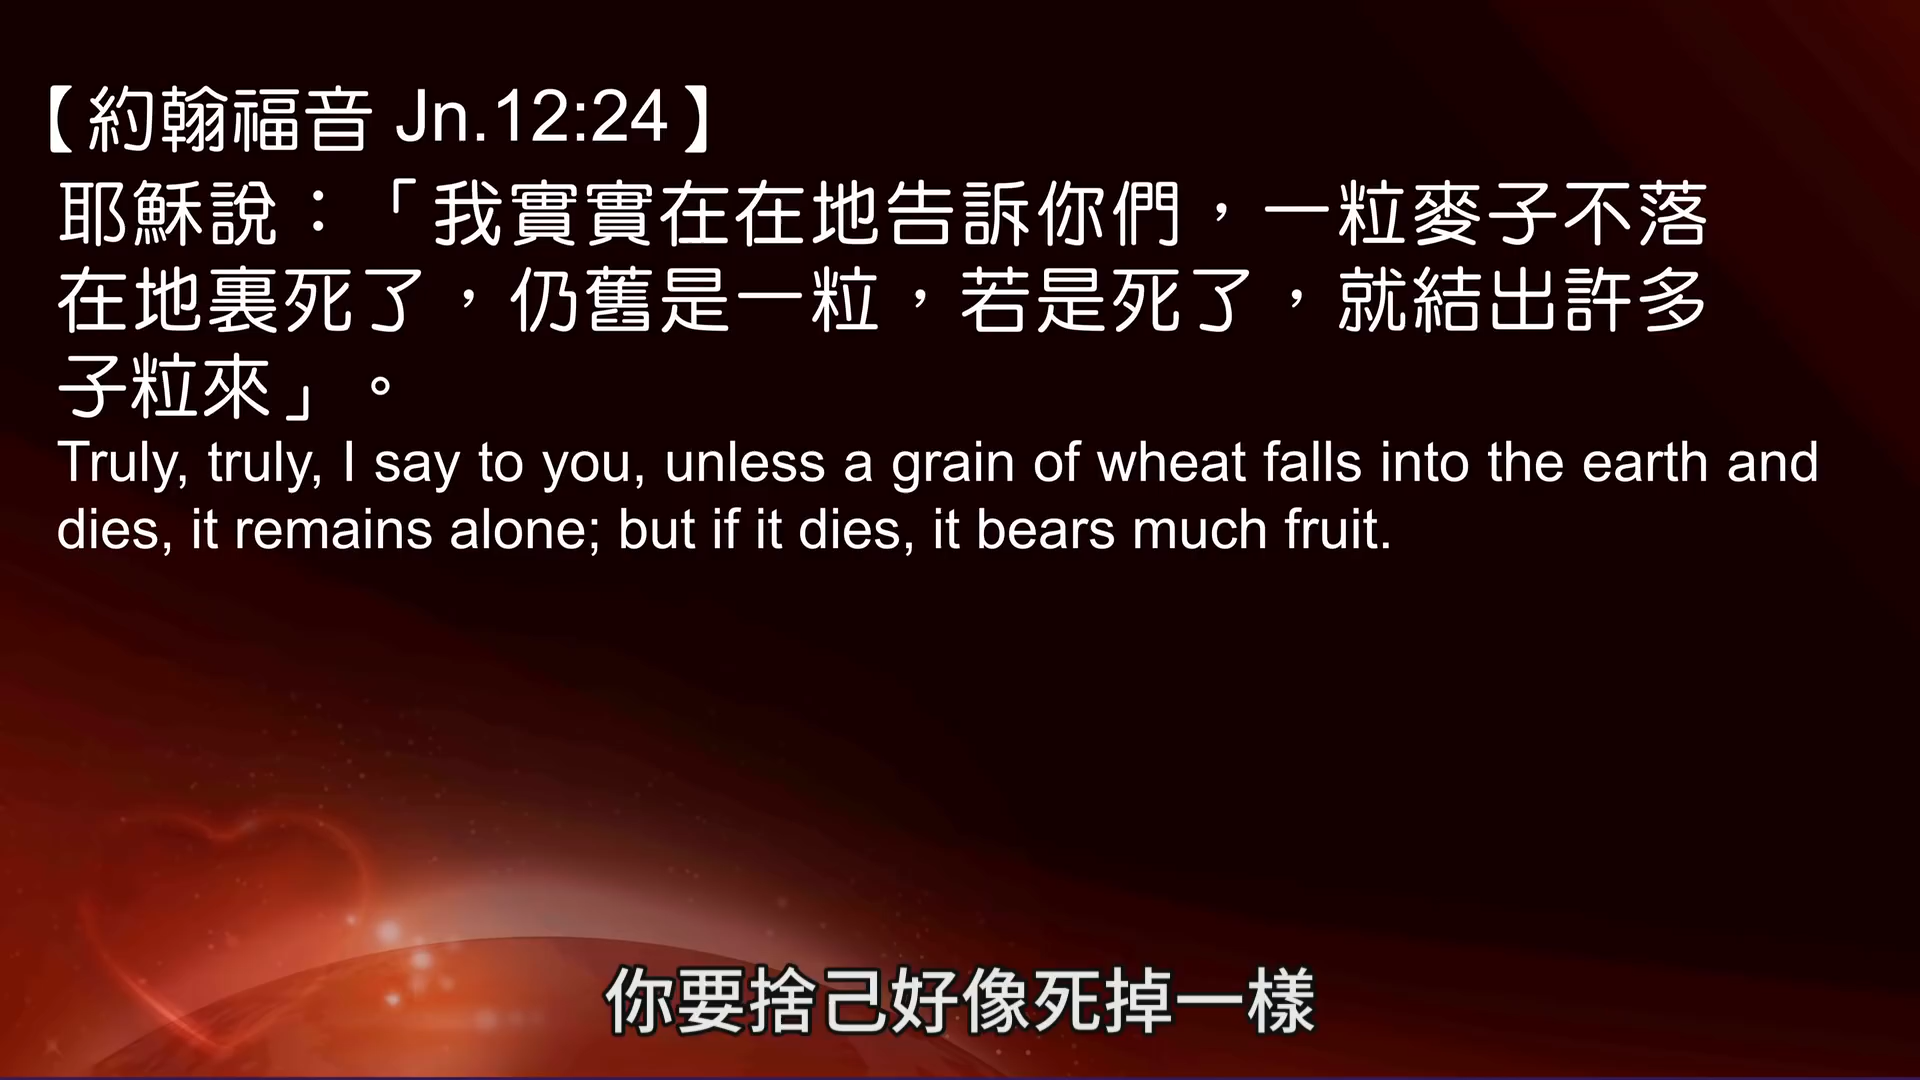 【約翰福音 Jn.12:24】
耶穌說：「我實實在在地告訴你們，一粒麥子不落
在地裏死了，仍舊是一粒，若是死了，就結出許多
子粒來」。
Truly, truly, I say to you, unless a grain of wheat falls into the earth and
dies, it remains alone; but if it dies, it bears much fruit.
你要捨己好像死掉一樣